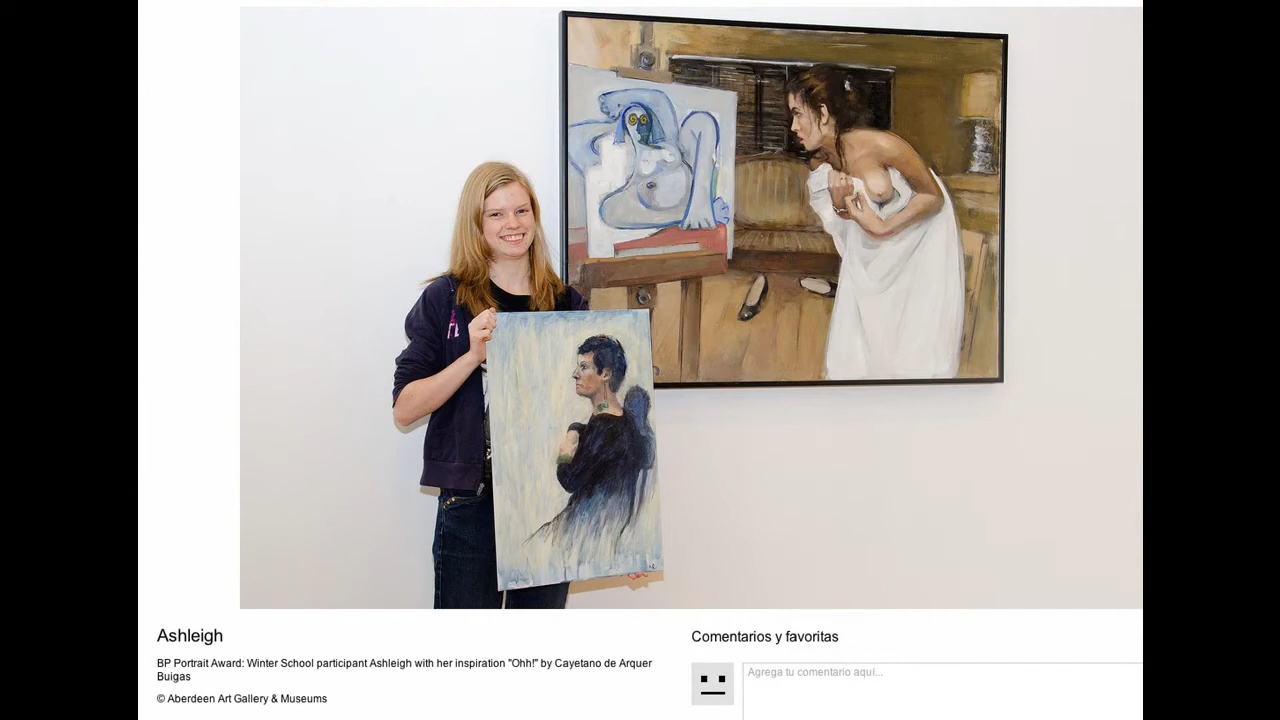 Ashleigh
BP Portrait Award: Winter School participant Ashleigh with her inspiration "Ohh!" by Cayetano de Arquer
Buigas
© Aberdeen Art Gallery & Museums
Comentarios y favoritas
Agrega tu comentario aquí...